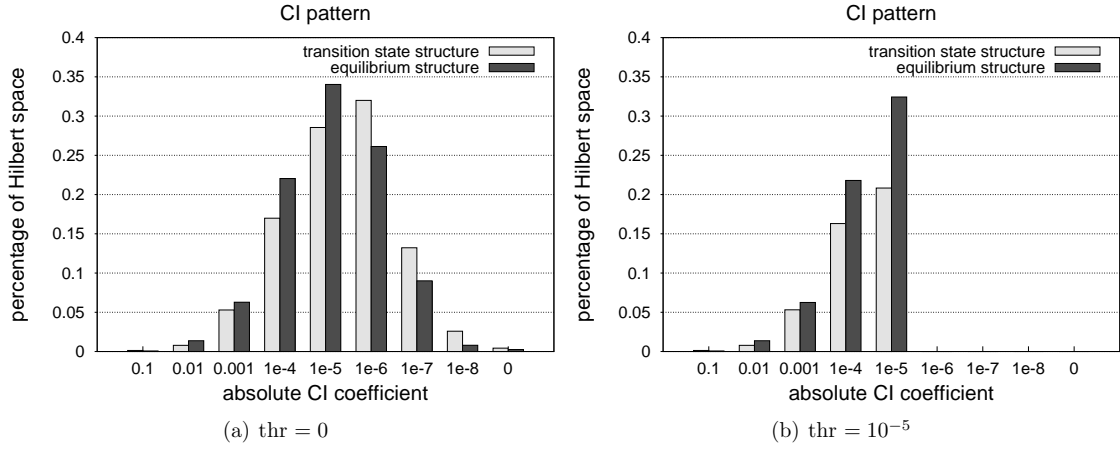 CI pattern
transition state structure
equilibrium structure
percentage of Hilbert space
0.4
0.35
0.3
0.25
0.2
0.15
0.1
0.05
0
0.1 0.01 0.001 1e-4 1e-5 1e-6 1e-7 1e-8 0
absolute CI coefficient
(a) thr = 0
CI pattern
transition state structure
equilibrium structure
percentage of Hilbert space
0.4
0.35
0.3
0.25
0.2
0.15
0.1
0.05
0
0.1 0.01 0.001 1e-4 1e-5 1e-6 1e-7 1e-8 0
absolute CI coefficient
(b) thr = 10⁻⁵